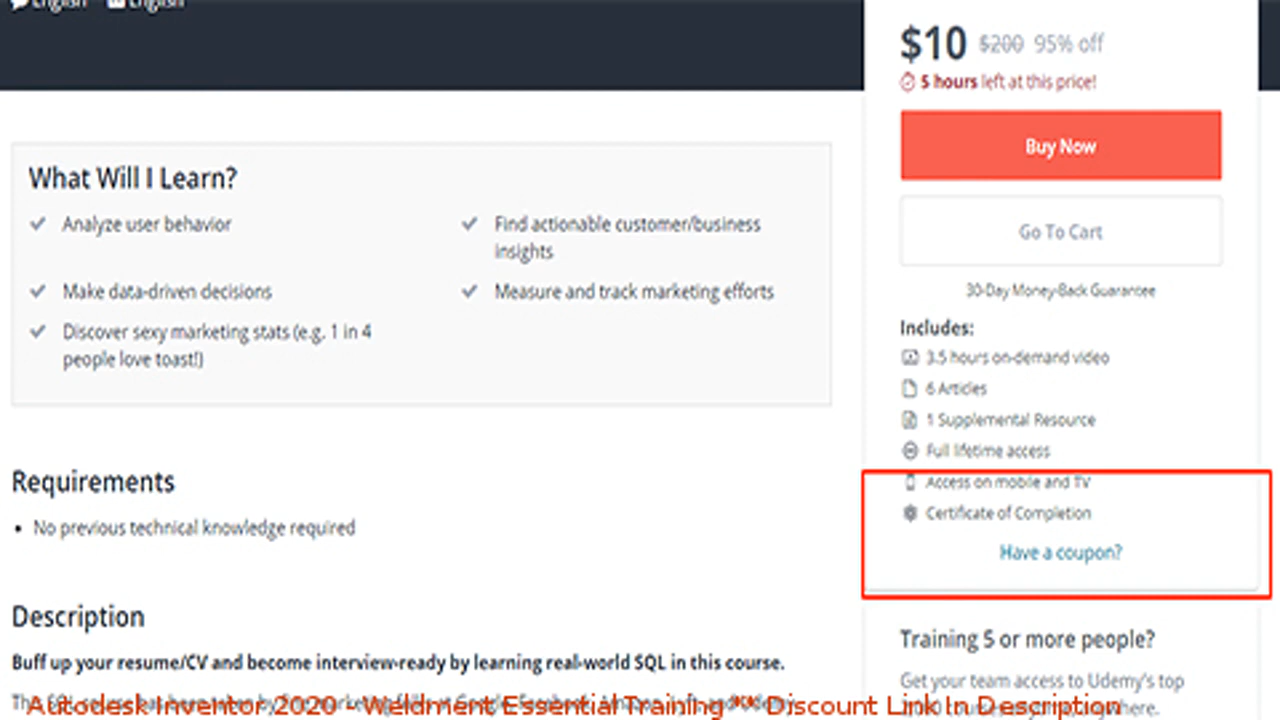 English English
$10 $200 95% off
5 hours left at this price!
Buy Now
Go To Cart
30-Day Money-Back Guarantee
Includes:
3.5 hours on-demand video
6 Articles
1 Supplemental Resource
Full lifetime access
Access on mobile and TV
Certificate of Completion
Have a coupon?
What Will I Learn?
Analyze user behavior
Find actionable customer/business
insights
Make data-driven decisions
Measure and track marketing efforts
Discover sexy marketing stats (e.g. 1 in 4
people love toast!)
Requirements
• No previous technical knowledge required
Description
Buff up your resume/CV and become interview-ready by learning real-world SQL in this course.
Training 5 or more people?
Get your team access to Udemy's top
Autodesk Inventor 2020 - Weldment Essential Training** Discount Link In Description